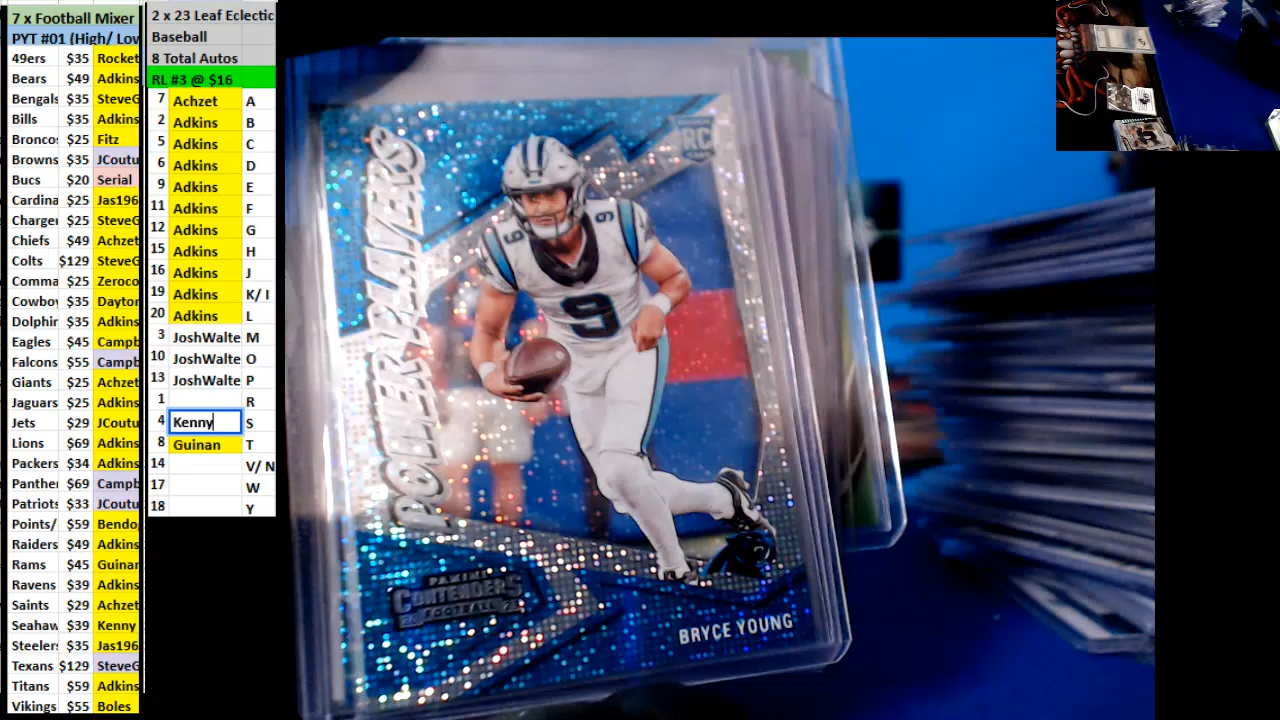 7 x Football Mixer
PYT #01 (High/ Lov
49ers $35 Rocket
Bears $49 Adkins
Bengals $35 SteveG
Bills $35 Adkins
Broncos $25 Fitz
Browns $35 JCoutu
Bucs $20 Serial
Cardina $25 Jas196
Charger $25 SteveG
Chiefs $49 Achzet
Colts $129 SteveG
Comma $25 Zeroco
Cowboy $35 Dayton
Dolphin $35 Adkins
Eagles $45 Campb
Falcons $55 Campb
Giants $25 Achzet
Jaguars $25 Adkins
Jets $29 JCoutu
Lions $69 Adkins
Packers $34 Adkins
Panther $69 Campb
Patriots $33 JCoutu
Points/ $59 Bendo
Raiders $49 Adkins
Rams $45 Guinan
Ravens $39 Adkins
Saints $29 Achzet
Seahaw $39 Kenny
Steelers $35 Jas196
Texans $129 SteveG
Titans $59 Adkins
Vikings $55 Boles
2 x 23 Leaf Eclectic
Baseball
8 Total Autos
RL #3 @ $16
7 Achzet A
2 Adkins B
5 Adkins C
6 Adkins D
9 Adkins E
11 Adkins F
12 Adkins G
15 Adkins H
16 Adkins J
19 Adkins K/ I
20 Adkins L
3 JoshWalte M
10 JoshWalte O
13 JoshWalte P
1 R
4 Kenny S
8 Guinan T
14 V/ N
17 W
18 Y
POWER PLAYERS
RC
9
9
9
PANINI
CONTENDERS
FOOTBALL
BRYCE YOUNG